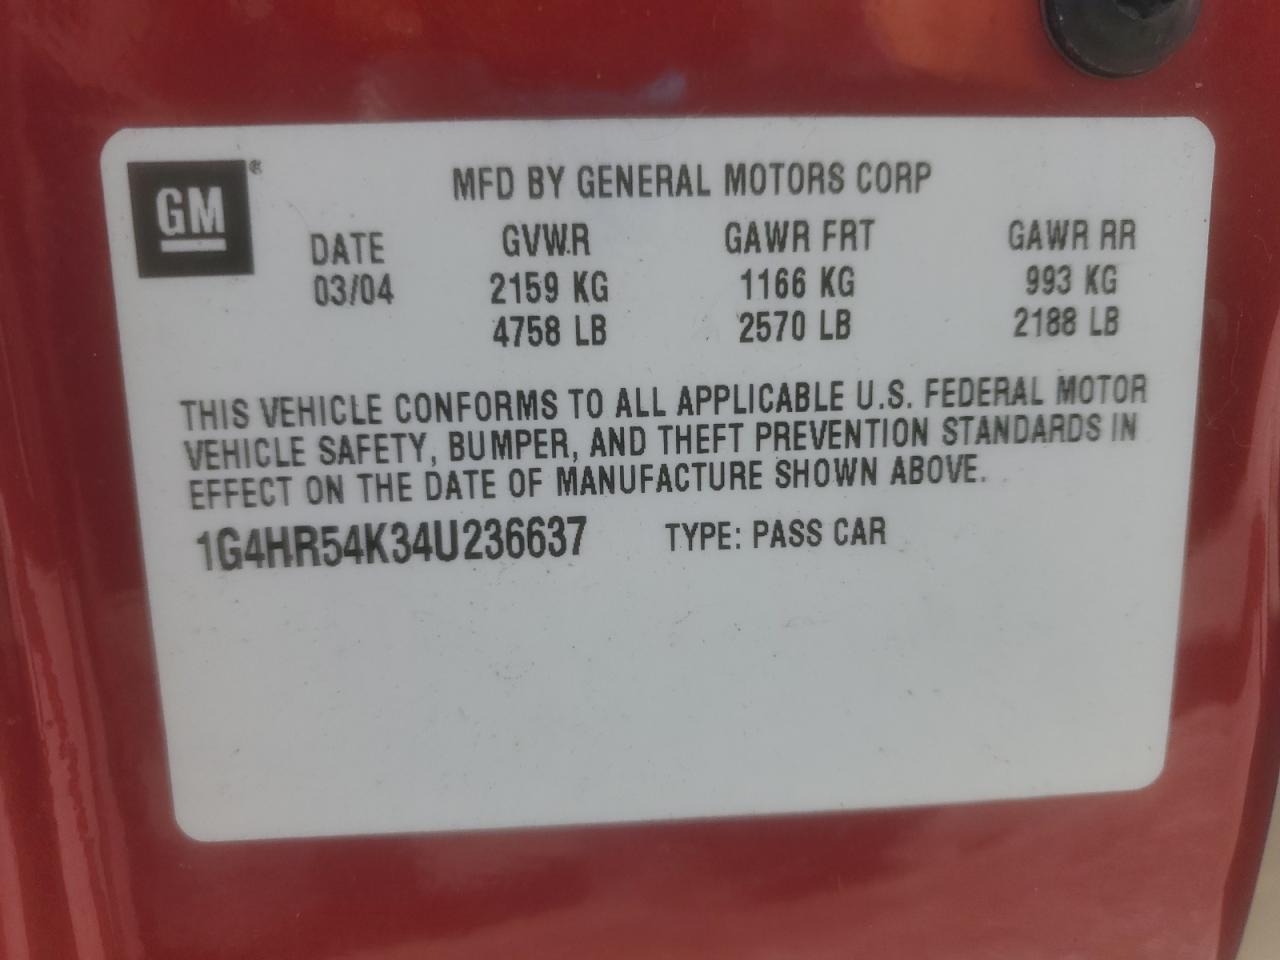 GM®
MFD BY GENERAL MOTORS CORP
DATE GVWR GAWR FRT GAWR RR
03/04 2159 KG 1166 KG 993 KG
4758 LB 2570 LB 2188 LB
THIS VEHICLE CONFORMS TO ALL APPLICABLE U.S. FEDERAL MOTOR
VEHICLE SAFETY, BUMPER, AND THEFT PREVENTION STANDARDS IN
EFFECT ON THE DATE OF MANUFACTURE SHOWN ABOVE.
1G4HR54K34U236637 TYPE: PASS CAR